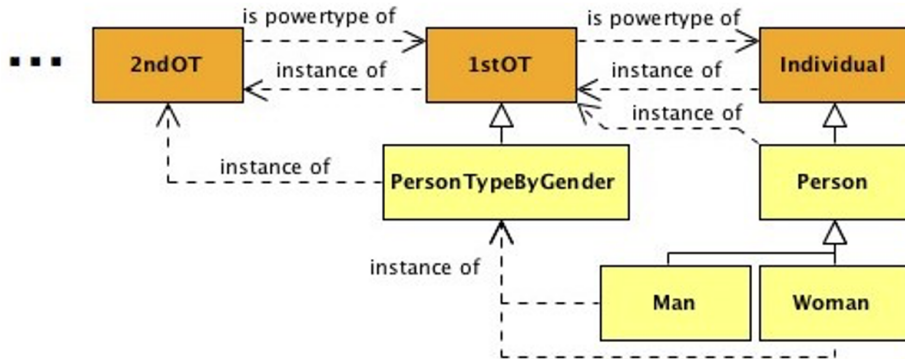 is powertype of
is powertype of
...
2ndOT
1stOT
Individual
instance of
instance of
instance of
instance of
PersonTypeByGender
Person
instance of
Man
Woman